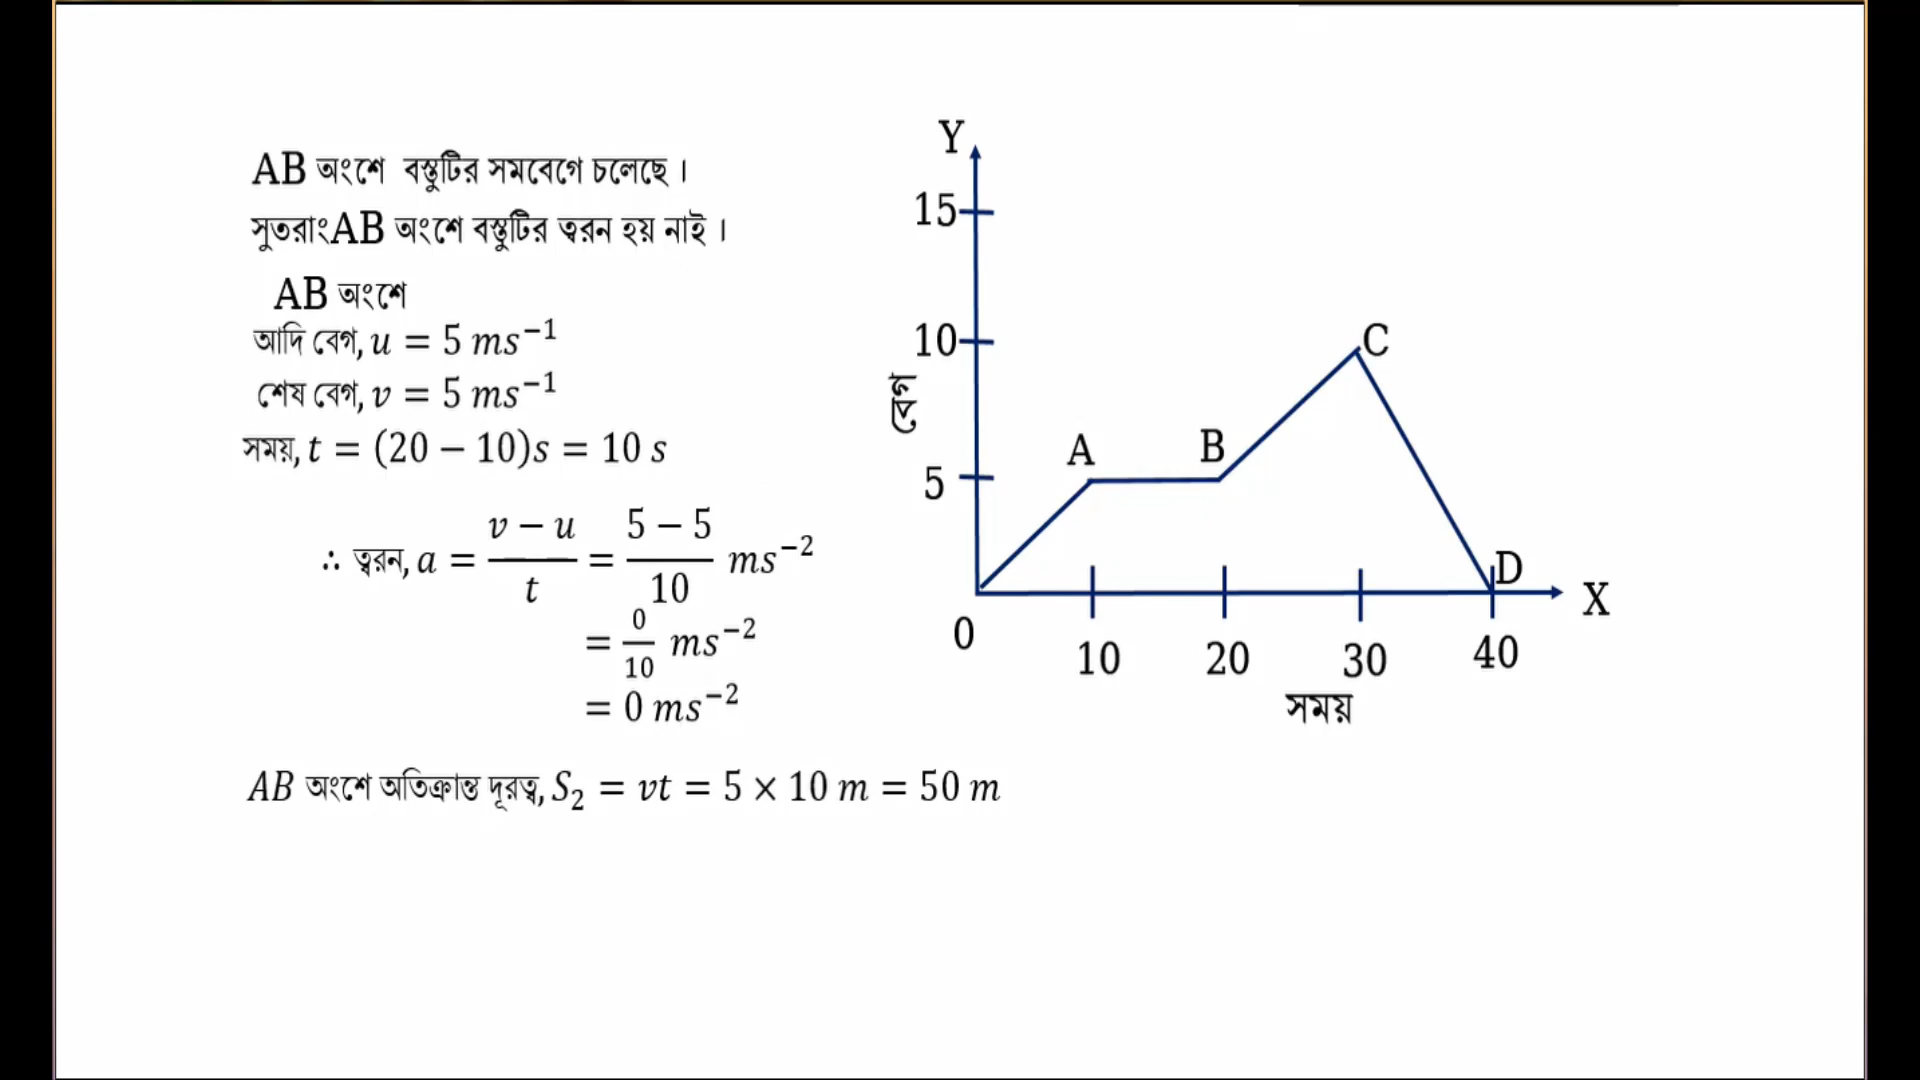 AB অংশে বস্তুটির সমবেগে চলেছে।
সুতরাংAB অংশে বস্তুটির ত্বরন হয় নাই।
AB অংশে
আদি বেগ, u = 5 ms⁻¹
শেষ বেগ, v = 5 ms⁻¹
সময়, t = (20 − 10)s = 10 s
∴ ত্বরন, a = (v − u)/t = (5 − 5)/10 ms⁻²
= 0/10 ms⁻²
= 0 ms⁻²
AB অংশে অতিক্রান্ত দূরত্ব, S₂ = vt = 5 × 10 m = 50 m
Y
15
10
C
বেগ
A
B
5
D
X
0
10
20
30
40
সময়